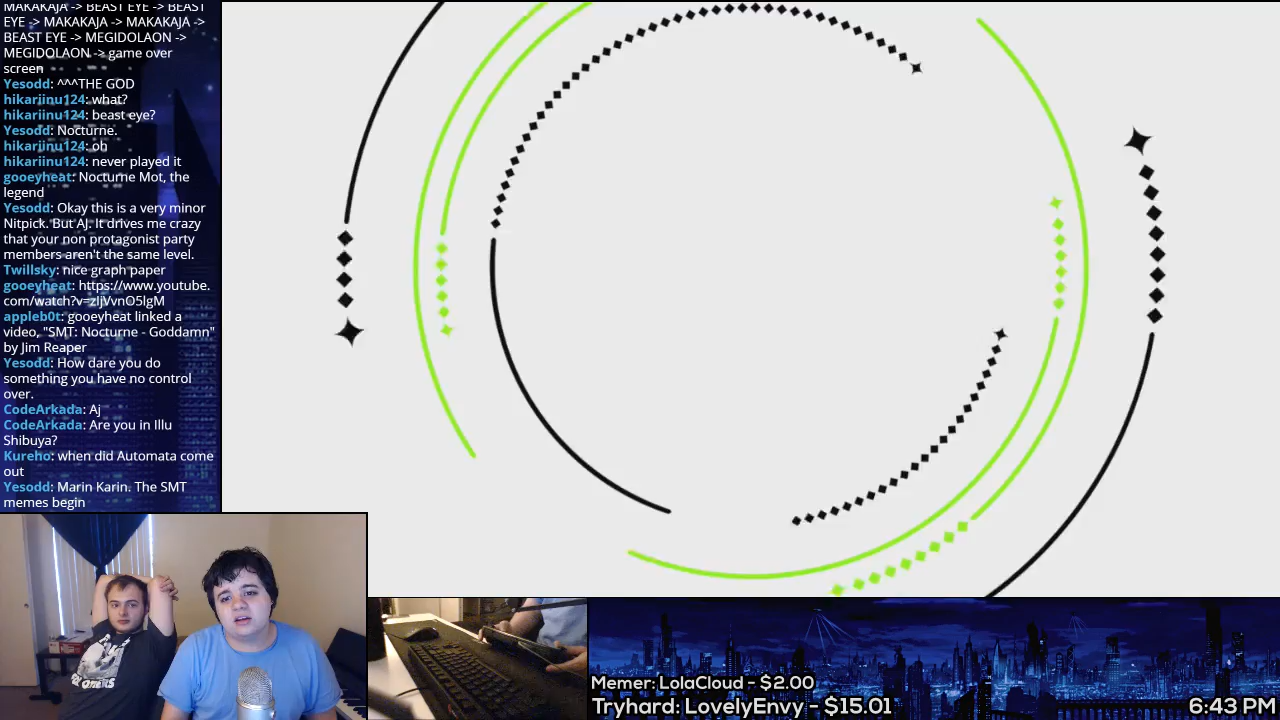 MAKAKAJA -> BEAST EYE -> BEAST
EYE -> MAKAKAJA -> MAKAKAJA ->
BEAST EYE -> MEGIDOLAON ->
MEGIDOLAON -> game over
screen
Yesodd: ^^^THE GOD
hikariinu124: what?
hikariinu124: beast eye?
Yesodd: Nocturne.
hikariinu124: oh
hikariinu124: never played it
gooeyheat: Nocturne Mot, the
legend
Yesodd: Okay this is a very minor
Nitpick. But AJ. It drives me crazy
that your non protagonist party
members aren't the same level.
Twillsky: nice graph paper
gooeyheat: https://www.youtube.
com/watch?v=zIjVvnO5lgM
appleb0t: gooeyheat linked a
video, "SMT: Nocturne - Goddamn"
by Jim Reaper
Yesodd: How dare you do
something you have no control
over.
CodeArkada: Aj
CodeArkada: Are you in Illu
Shibuya?
Kureho: when did Automata come
out
Yesodd: Marin Karin. The SMT
memes begin
Memer: LolaCloud - $2.00
Tryhard: LovelyEnvy - $15.01
6:43 PM